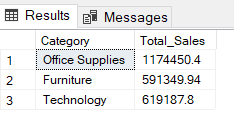 Results Messages
Category Total_Sales
1 Office Supplies 1174450.4
2 Furniture 591349.94
3 Technology 619187.8